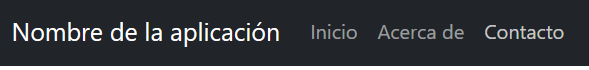 Nombre de la aplicación Inicio Acerca de Contacto